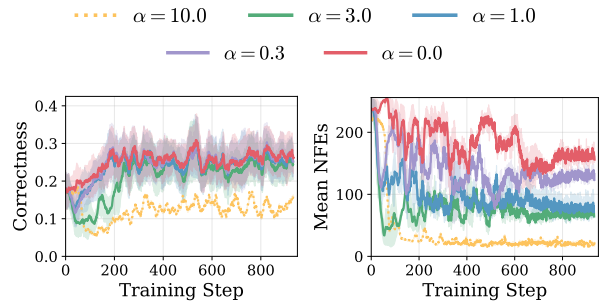 α = 10.0 α = 3.0 α = 1.0
α = 0.3 α = 0.0
Correctness
0.4
0.3
0.2
0.1
0.0
0 200 400 600 800
Training Step
Mean NFEs
200
100
0
0 200 400 600 800
Training Step